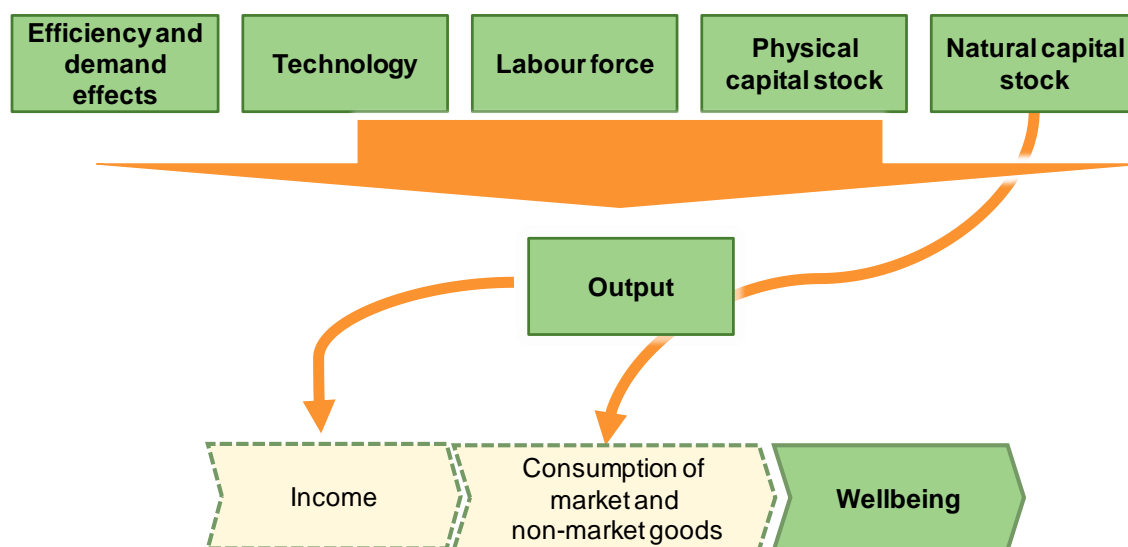 Efficiency and
demand
effects
Technology
Labour force
Physical
capital stock
Natural capital
stock
Output
Income
Consumption of
market and
non-market goods
Wellbeing